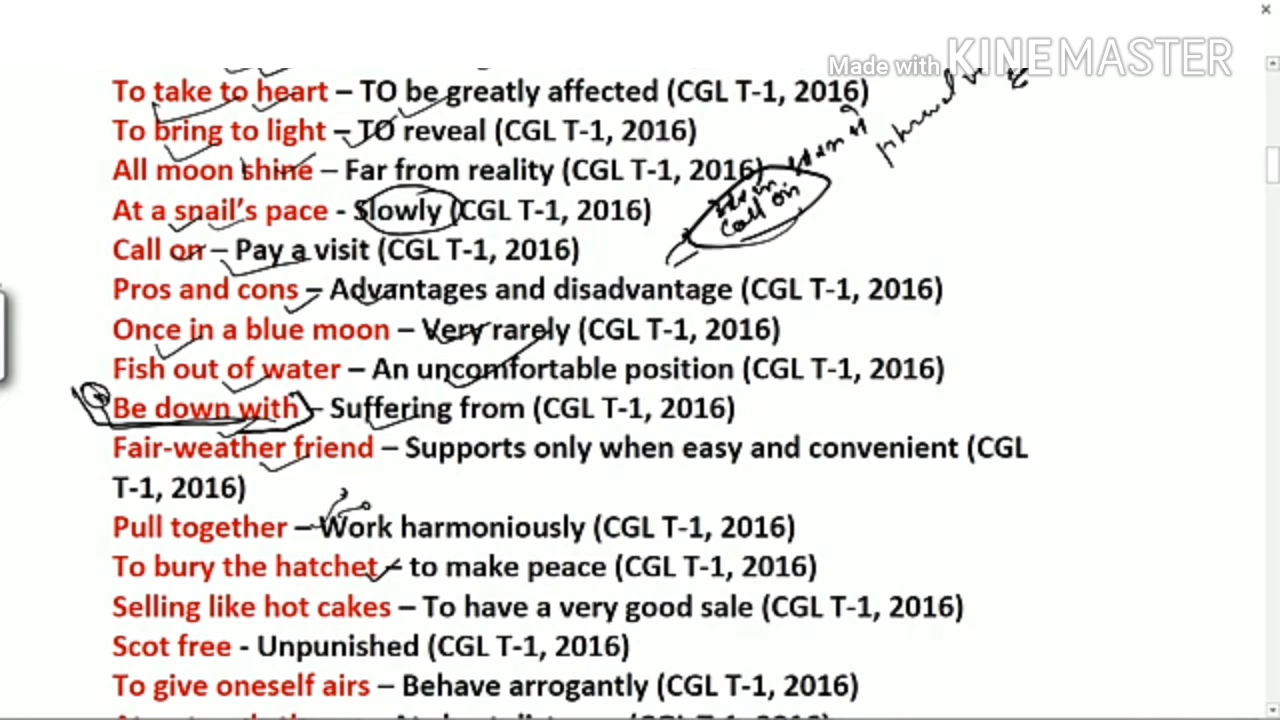 Made with KINEMASTER
To take to heart – TO be greatly affected (CGL T-1, 2016)
To bring to light – TO reveal (CGL T-1, 2016)
All moon shine – Far from reality (CGL T-1, 2016)
At a snail's pace - Slowly (CGL T-1, 2016)
call on
Call on – Pay a visit (CGL T-1, 2016)
Pros and cons – Advantages and disadvantage (CGL T-1, 2016)
Once in a blue moon – Very rarely (CGL T-1, 2016)
Fish out of water – An uncomfortable position (CGL T-1, 2016)
Be down with – Suffering from (CGL T-1, 2016)
Fair-weather friend – Supports only when easy and convenient (CGL
T-1, 2016)
Pull together – Work harmoniously (CGL T-1, 2016)
To bury the hatchet – to make peace (CGL T-1, 2016)
Selling like hot cakes – To have a very good sale (CGL T-1, 2016)
Scot free - Unpunished (CGL T-1, 2016)
To give oneself airs – Behave arrogantly (CGL T-1, 2016)